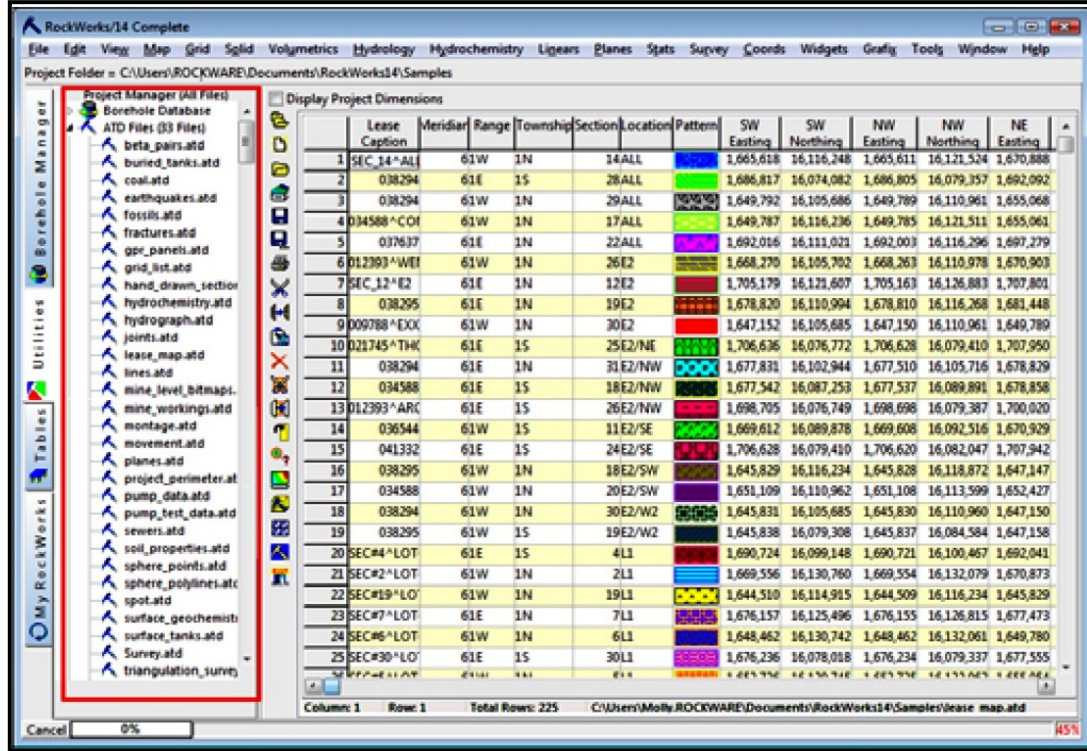 RockWorks/14 Complete
File Edit View Map Grid Solid Volumetrics Hydrology Hydrochemistry Linears Planes Stats Survey Coords Widgets Grafix Tools Window Help
Project Folder = C:\Users\ROCKWARE\Documents\RockWorks14\Samples
Borehole Manager
Utilities
Tables
My RockWorks
Project Manager (All Files)
Borehole Database
ATD Files (33 Files)
beta_pairs.atd
buried_tanks.atd
coal.atd
earthquakes.atd
fossils.atd
fractures.atd
gpr_panels.atd
grid_list.atd
hand_drawn_section
hydrochemistry.atd
hydrograph.atd
joints.atd
lease_map.atd
lines.atd
mine_level_bitmaps.
mine_workings.atd
montage.atd
movement.atd
planes.atd
project_perimeter.at
pump_data.atd
pump_test_data.atd
sewers.atd
soil_properties.atd
sphere_points.atd
sphere_polylines.atd
spot.atd
surface_geochemist
surface_tanks.atd
Survey.atd
triangulation_survey
Display Project Dimensions
Lease Caption Meridian Range Township Section Location Pattern SW Easting SW Northing NW Easting NW Northing NE Easting
1 SEC_14^ALL 61W 1N 14 ALL 1,665,618 16,116,248 1,665,611 16,121,524 1,670,888
2 038294 61E 1S 28 ALL 1,686,817 16,074,082 1,686,805 16,079,357 1,692,092
3 038294 61W 1N 29 ALL 1,649,792 16,105,686 1,649,789 16,110,961 1,655,068
4 034588^COI 61W 1N 17 ALL 1,649,787 16,116,236 1,649,785 16,121,511 1,655,061
5 037637 61E 1N 22 ALL 1,692,016 16,111,021 1,692,003 16,116,296 1,697,279
6 012393^WEI 61W 1N 26 E2 1,668,270 16,105,702 1,668,263 16,110,978 1,670,903
7 SEC_12^E2 61E 1N 12 E2 1,705,179 16,121,607 1,705,163 16,126,883 1,707,801
8 038295 61E 1N 19 E2 1,678,820 16,110,994 1,678,810 16,116,268 1,681,448
9 009788^EXX 61W 1N 30 E2 1,647,152 16,105,685 1,647,150 16,110,961 1,649,789
10 021745^THC 61E 1S 25 E2/NE 1,706,636 16,076,772 1,706,628 16,079,410 1,707,950
11 038294 61E 1N 31 E2/NW 1,677,831 16,102,944 1,677,510 16,105,716 1,678,829
12 034588 61E 1S 18 E2/NW 1,677,542 16,087,253 1,677,537 16,089,891 1,678,858
13 012393^ARC 61E 1S 26 E2/NW 1,698,705 16,076,749 1,698,698 16,079,387 1,700,020
14 036544 61W 1S 11 E2/SE 1,669,612 16,089,878 1,669,608 16,092,516 1,670,929
15 041332 61E 1S 24 E2/SE 1,706,628 16,079,410 1,706,620 16,082,047 1,707,942
16 038295 61W 1N 18 E2/SW 1,645,829 16,116,234 1,645,828 16,118,872 1,647,147
17 034588 61W 1N 20 E2/SW 1,651,109 16,110,962 1,651,108 16,113,599 1,652,427
18 038294 61W 1N 30 E2/W2 1,645,831 16,105,685 1,645,830 16,110,960 1,647,150
19 038295 61W 1S 19 E2/W2 1,645,838 16,079,308 1,645,837 16,084,584 1,647,158
20 SEC#4^LOT 61E 1S 4 L1 1,690,724 16,099,148 1,690,721 16,100,467 1,692,041
21 SEC#2^LOT 61W 1N 2 L1 1,669,556 16,130,760 1,669,554 16,132,079 1,670,873
22 SEC#19^LO 61W 1N 19 L1 1,644,510 16,114,915 1,644,509 16,116,234 1,645,829
23 SEC#7^LOT 61E 1N 7 L1 1,676,157 16,125,496 1,676,155 16,126,815 1,677,473
24 SEC#6^LOT 61W 1N 6 L1 1,648,462 16,130,742 1,648,462 16,132,061 1,649,780
25 SEC#30^LO 61E 1S 30 L1 1,676,236 16,078,018 1,676,234 16,079,337 1,677,555
Column: 1 Row: 1 Total Rows: 225 C:\Users\Molly.ROCKWARE\Documents\RockWorks14\Samples\lease_map.atd
Cancel 0% 45%